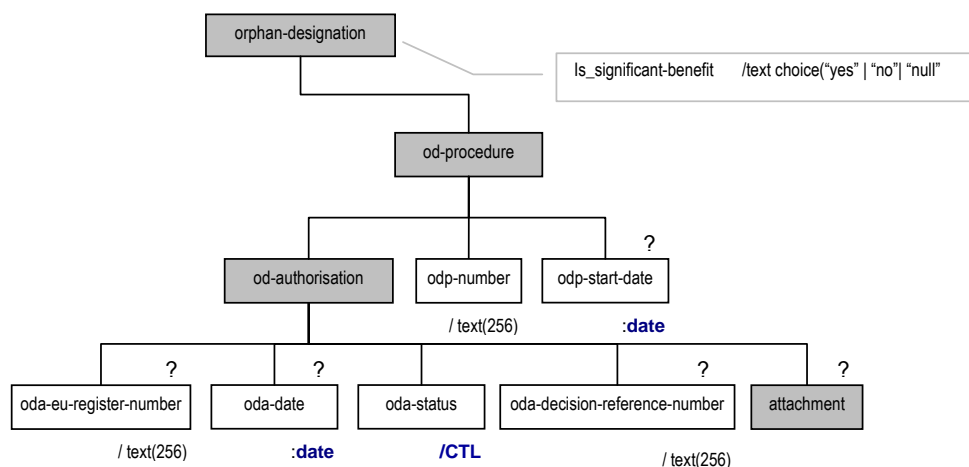 orphan-designation
Is_significant-benefit /text choice(“yes” | “no”| “null”
od-procedure
?
od-authorisation odp-number odp-start-date
/ text(256) :date
? ? ? ?
oda-eu-register-number oda-date oda-status oda-decision-reference-number attachment
/ text(256) :date /CTL / text(256)